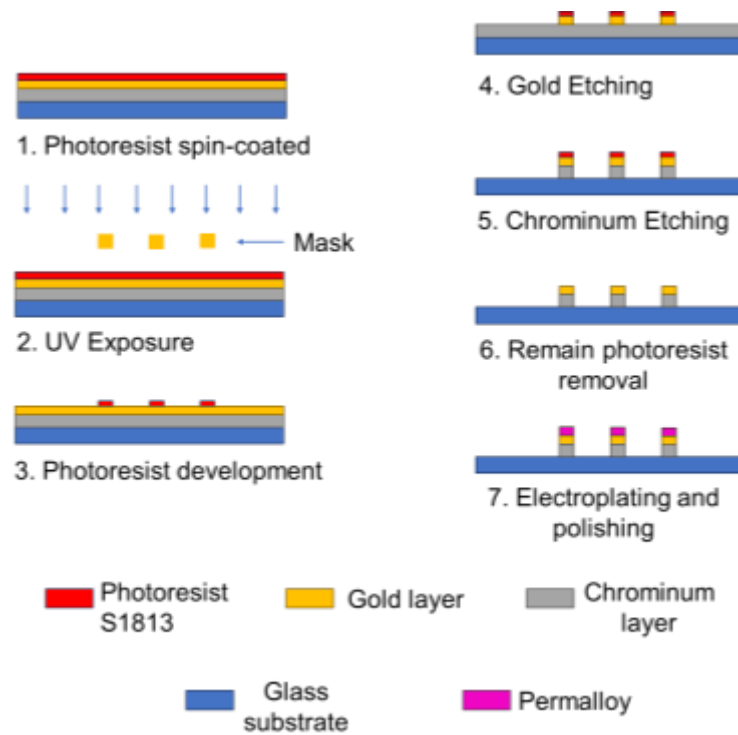 1. Photoresist spin-coated
Mask
2. UV Exposure
3. Photoresist development
4. Gold Etching
5. Chrominum Etching
6. Remain photoresist
removal
7. Electroplating and
polishing
Photoresist
S1813
Gold layer
Chrominum
layer
Glass
substrate
Permalloy